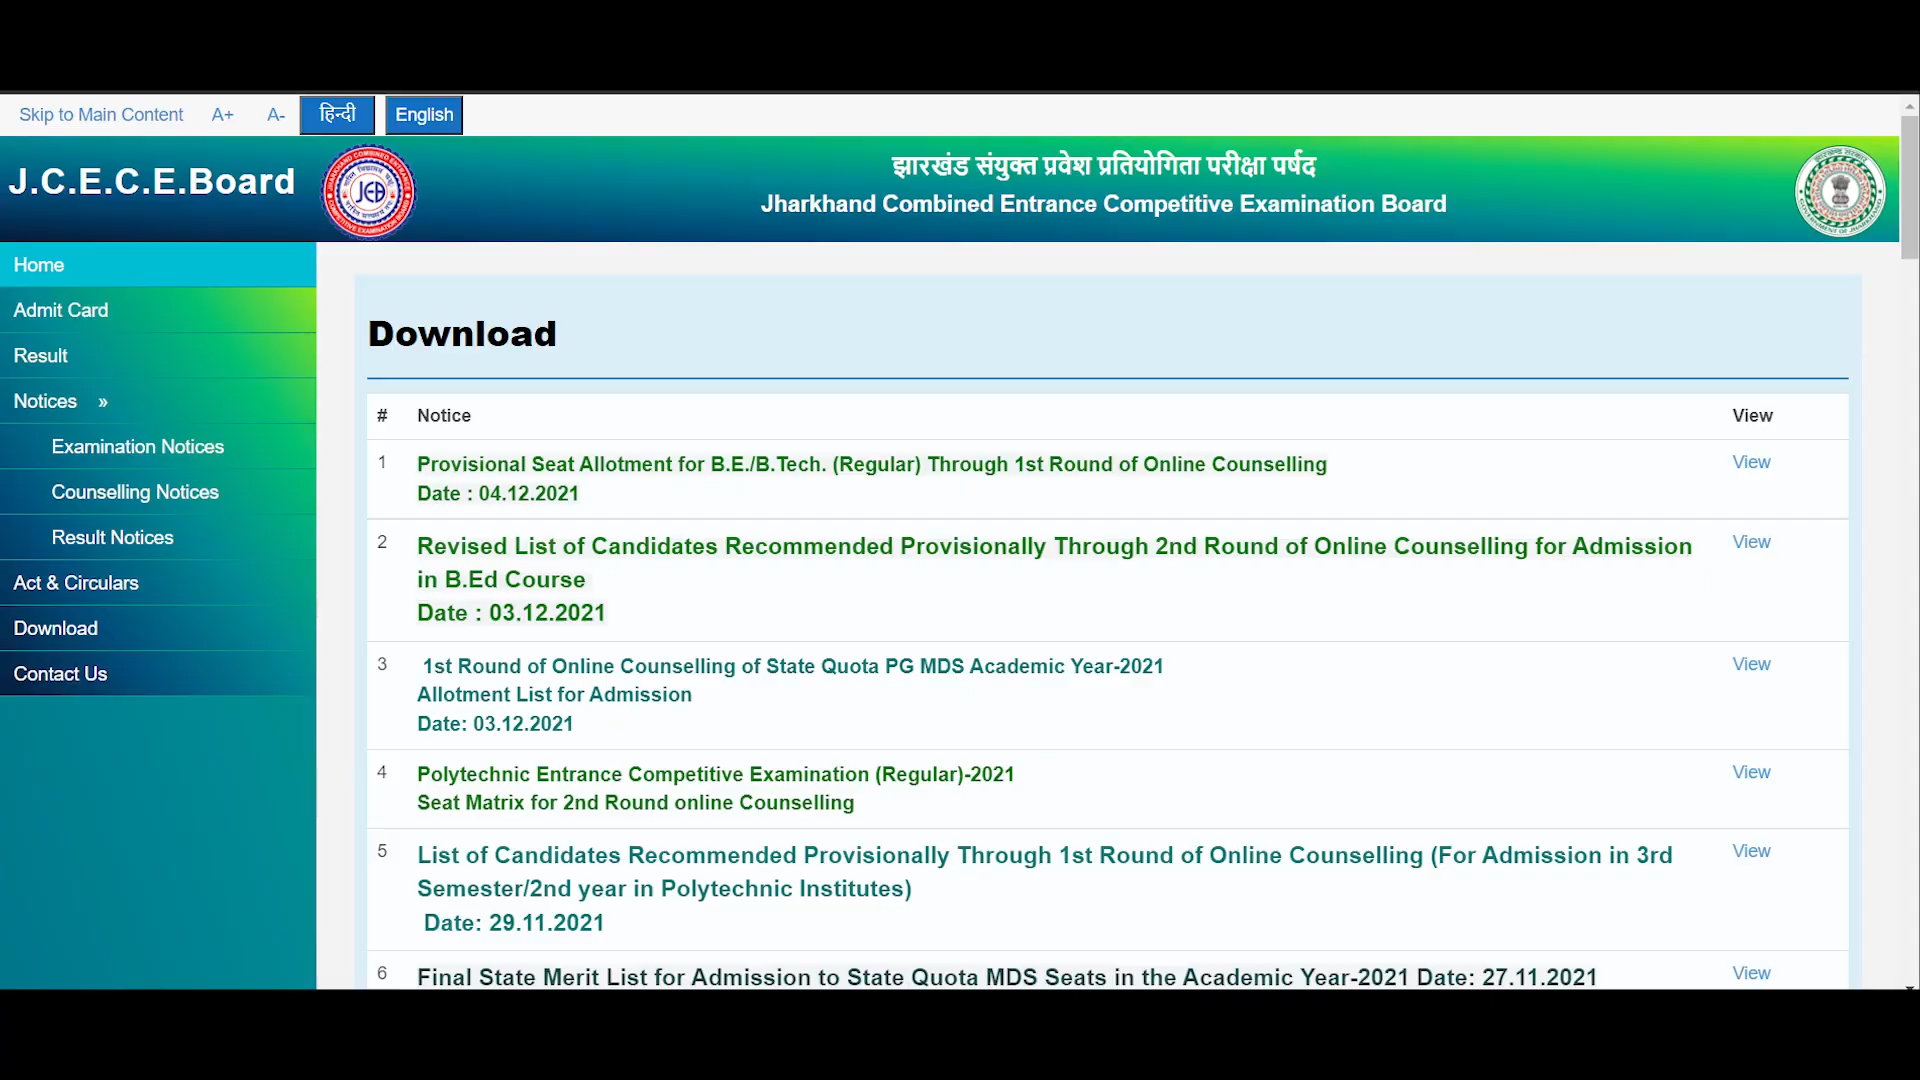 Skip to Main Content A+ A- हिन्दी English
J.C.E.C.E.Board
झारखंड संयुक्त प्रवेश प्रतियोगिता परीक्षा पर्षद
Jharkhand Combined Entrance Competitive Examination Board
JEB
Home
Admit Card
Result
Notices »
Examination Notices
Counselling Notices
Result Notices
Act & Circulars
Download
Contact Us
Download
# Notice View
1 Provisional Seat Allotment for B.E./B.Tech. (Regular) Through 1st Round of Online Counselling View
Date : 04.12.2021
2 Revised List of Candidates Recommended Provisionally Through 2nd Round of Online Counselling for Admission View
in B.Ed Course
Date : 03.12.2021
3 1st Round of Online Counselling of State Quota PG MDS Academic Year-2021 View
Allotment List for Admission
Date: 03.12.2021
4 Polytechnic Entrance Competitive Examination (Regular)-2021 View
Seat Matrix for 2nd Round online Counselling
5 List of Candidates Recommended Provisionally Through 1st Round of Online Counselling (For Admission in 3rd View
Semester/2nd year in Polytechnic Institutes)
Date: 29.11.2021
6 Final State Merit List for Admission to State Quota MDS Seats in the Academic Year-2021 Date: 27.11.2021 View